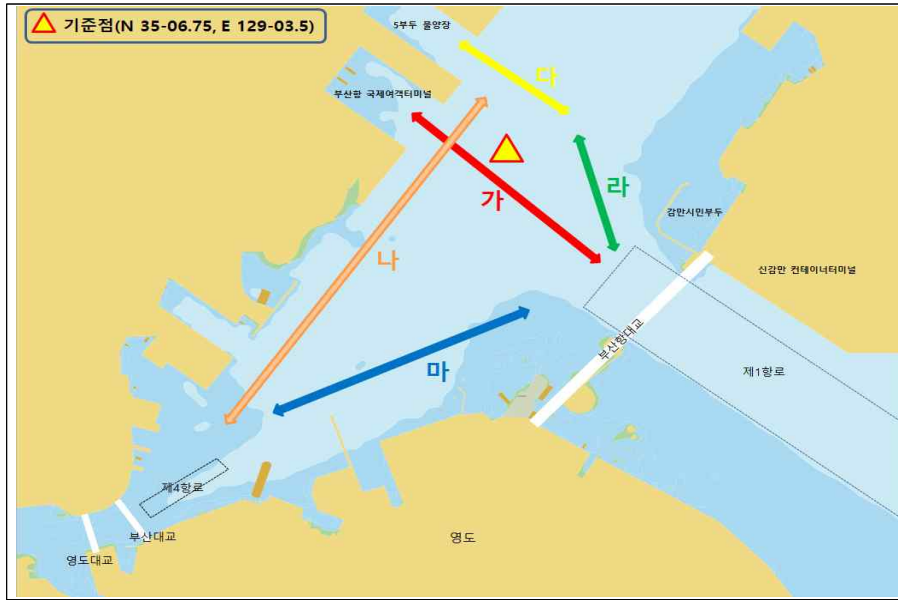 기준점(N 35-06.75, E 129-03.5)
5부두 물양장
다
부산항 국제여객터미널
가
라
감만시민부두
나
신감만 컨테이너터미널
부산항대교
마
제1항로
제4항로
부산대교
영도
영도대교